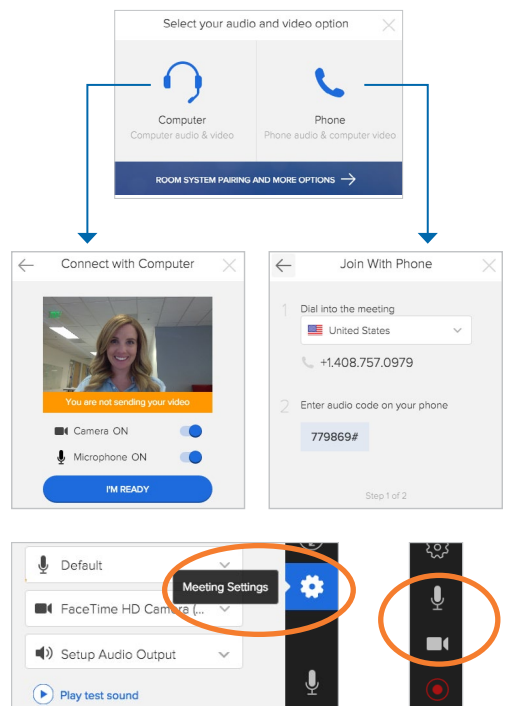 Select your audio and video option
Computer
Computer audio & video
Phone
Phone audio & computer video
ROOM SYSTEM PAIRING AND MORE OPTIONS
Connect with Computer
You are not sending your video
Camera ON
Microphone ON
I'M READY
Join With Phone
1 Dial into the meeting
United States
+1.408.757.0979
2 Enter audio code on your phone
779869#
Step 1 of 2
Default
Meeting Settings
FaceTime HD Camera (...
Setup Audio Output
Play test sound